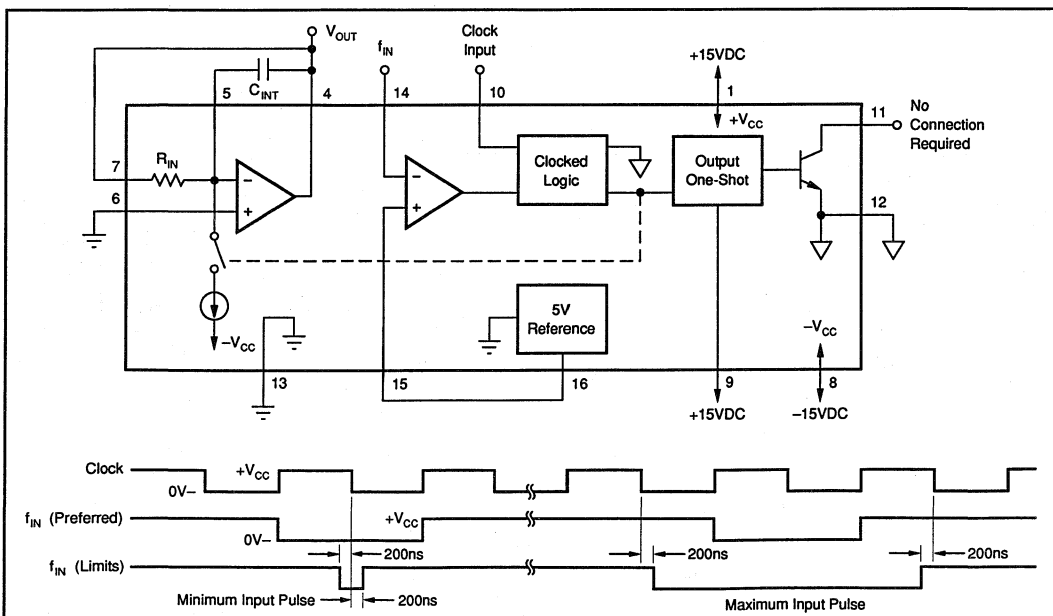 VOUT
fIN
Clock
Input
+15VDC
CINT
5
4
14
10
1
+VCC
11
No
Connection
Required
7
RIN
6
–
+
–
+
Clocked
Logic
Output
One-Shot
12
5V
Reference
–VCC
–VCC
13
15
16
9
8
+15VDC
–15VDC
Clock
+VCC
0V–
fIN (Preferred)
+VCC
0V–
200ns
200ns
200ns
fIN (Limits)
Minimum Input Pulse
200ns
Maximum Input Pulse